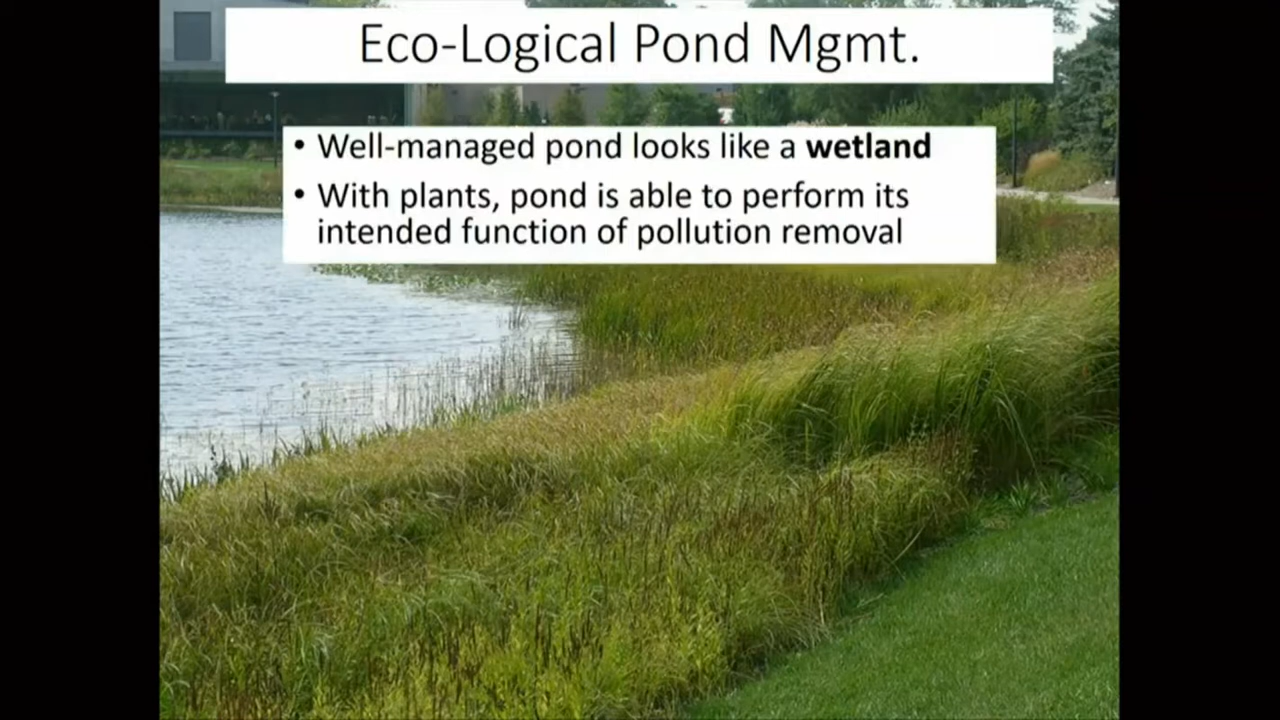 Eco-Logical Pond Mgmt.
• Well-managed pond looks like a wetland
• With plants, pond is able to perform its
intended function of pollution removal